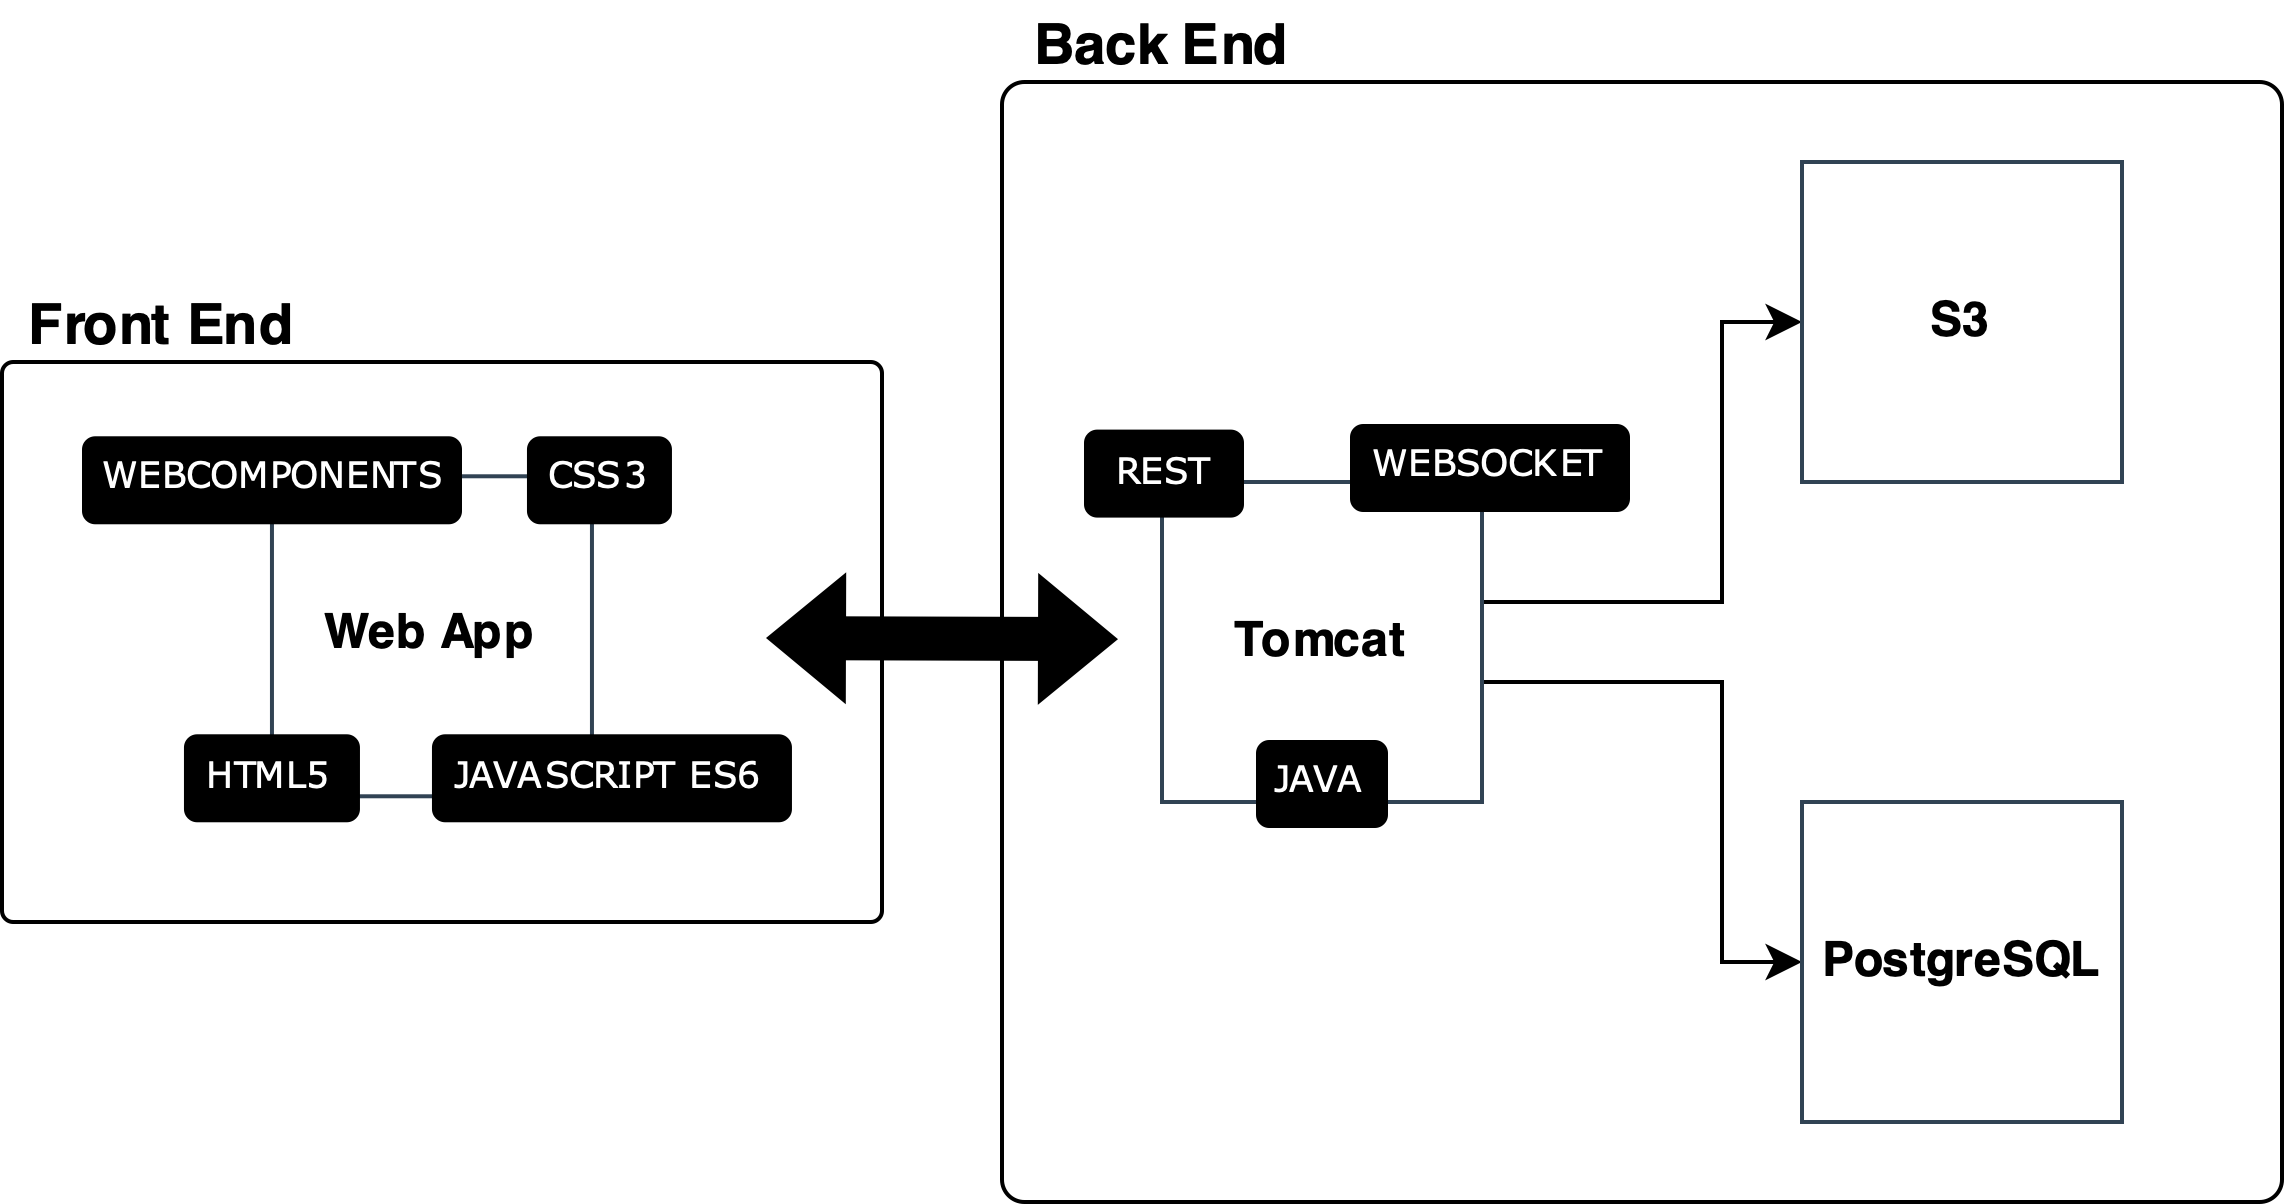 Front End
WEBCOMPONENTS
CSS3
Web App
HTML5
JAVASCRIPT ES6
Back End
REST
WEBSOCKET
Tomcat
JAVA
S3
PostgreSQL